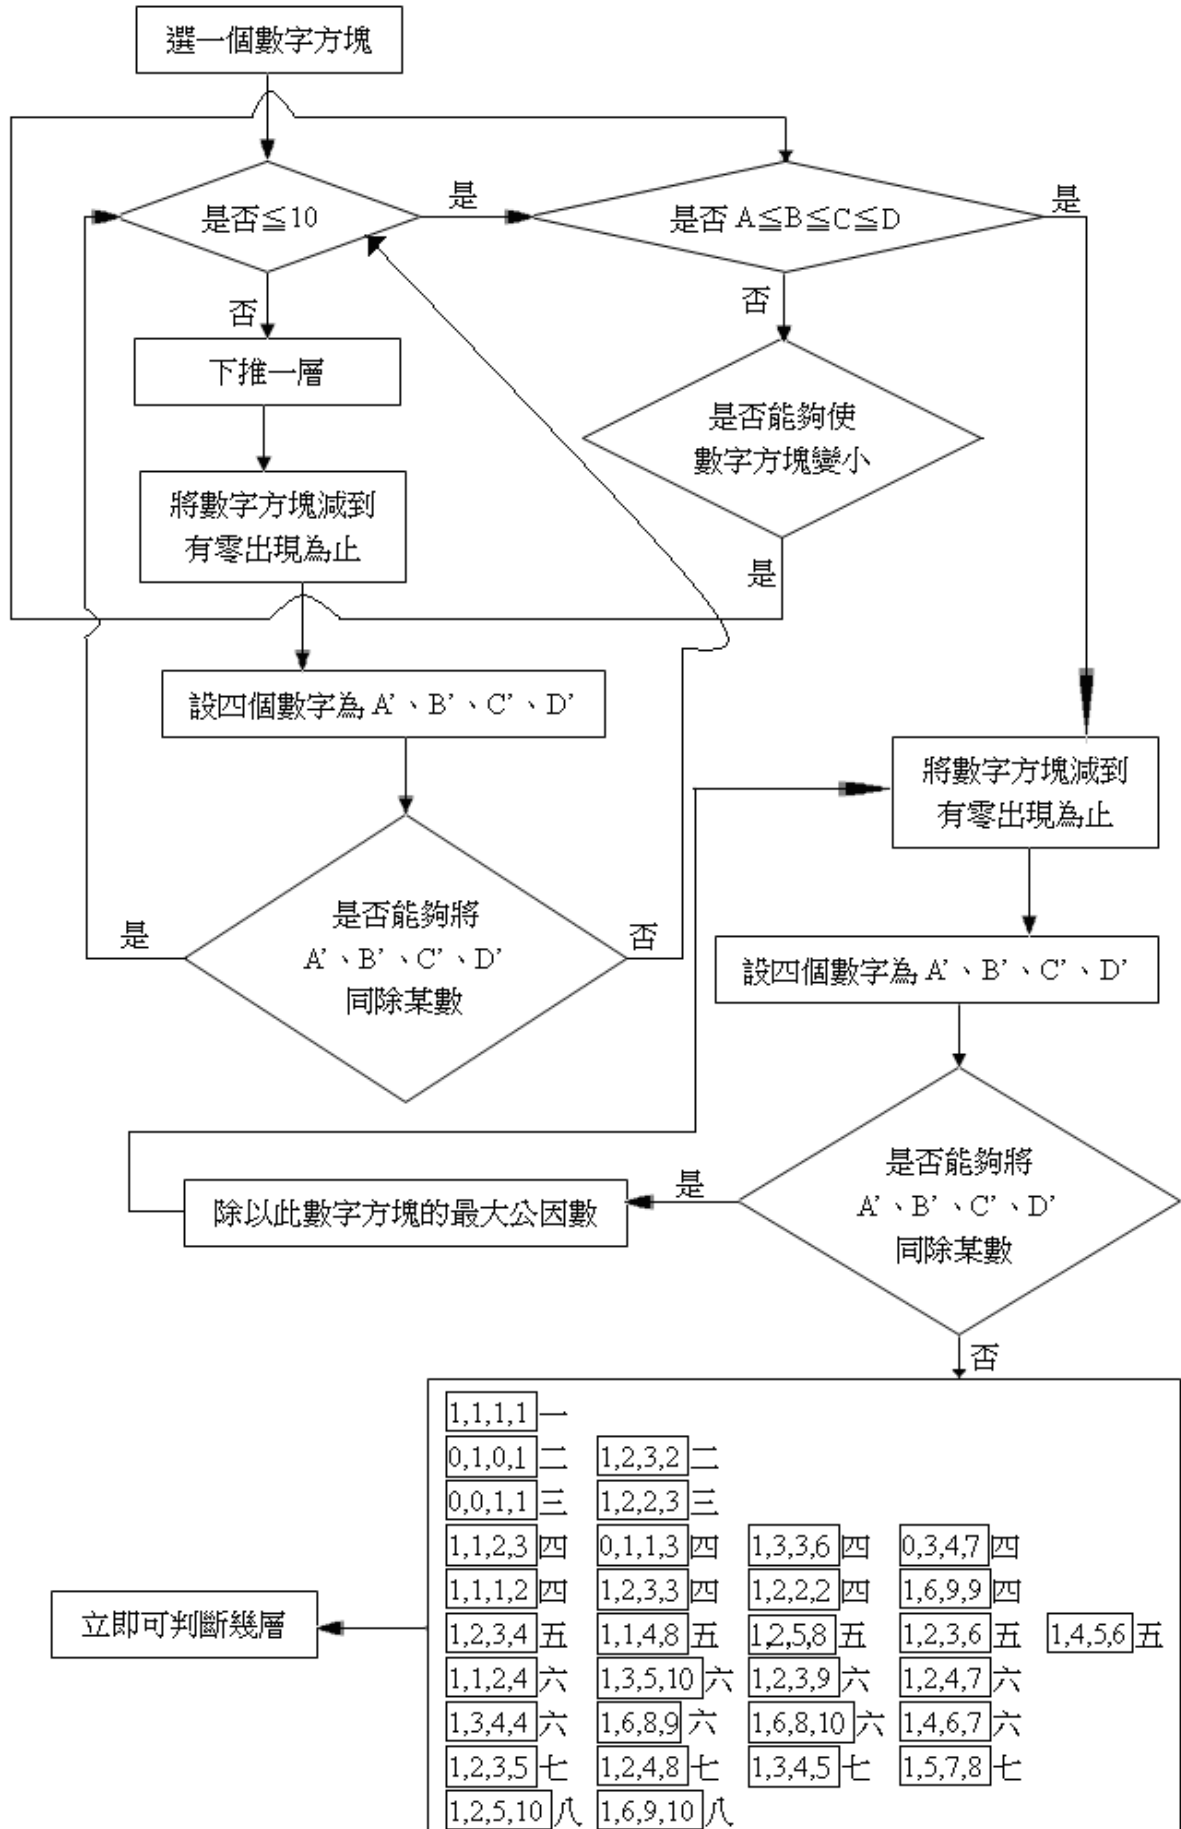 選一個數字方塊
是否≦10
是
是否 A≦B≦C≦D
是
否
下推一層
否
是否能夠使
數字方塊變小
將數字方塊減到
有零出現為止
是
設四個數字為 A’、B’、C’、D’
將數字方塊減到
有零出現為止
是
是否能夠將
A’、B’、C’、D’
同除某數
否
設四個數字為 A’、B’、C’、D’
是否能夠將
A’、B’、C’、D’
同除某數
是
除以此數字方塊的最大公因數
否
1,1,1,1 一
0,1,0,1 二 1,2,3,2 二
0,0,1,1 三 1,2,2,3 三
1,1,2,3 四 0,1,1,3 四 1,3,3,6 四 0,3,4,7 四
1,1,1,2 四 1,2,3,3 四 1,2,2,2 四 1,6,9,9 四
1,2,3,4 五 1,1,4,8 五 1,2,5,8 五 1,2,3,6 五 1,4,5,6 五
1,1,2,4 六 1,3,5,10 六 1,2,3,9 六 1,2,4,7 六
1,3,4,4 六 1,6,8,9 六 1,6,8,10 六 1,4,6,7 六
1,2,3,5 七 1,2,4,8 七 1,3,4,5 七 1,5,7,8 七
1,2,5,10 八 1,6,9,10 八
立即可判斷幾層